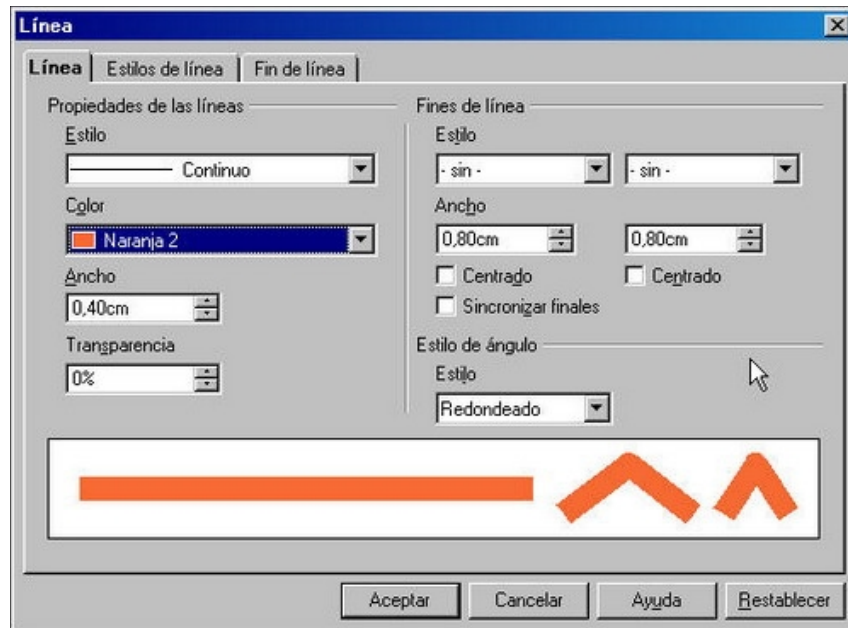 Línea
Línea Estilos de línea Fin de línea
Propiedades de las líneas
Estilo
Continuo
Color
Naranja 2
Ancho
0,40cm
Transparencia
0%
Fines de línea
Estilo
- sin - - sin -
Ancho
0,80cm 0,80cm
Centrado Centrado
Sincronizar finales
Estilo de ángulo
Estilo
Redondeado
Aceptar Cancelar Ayuda Restablecer